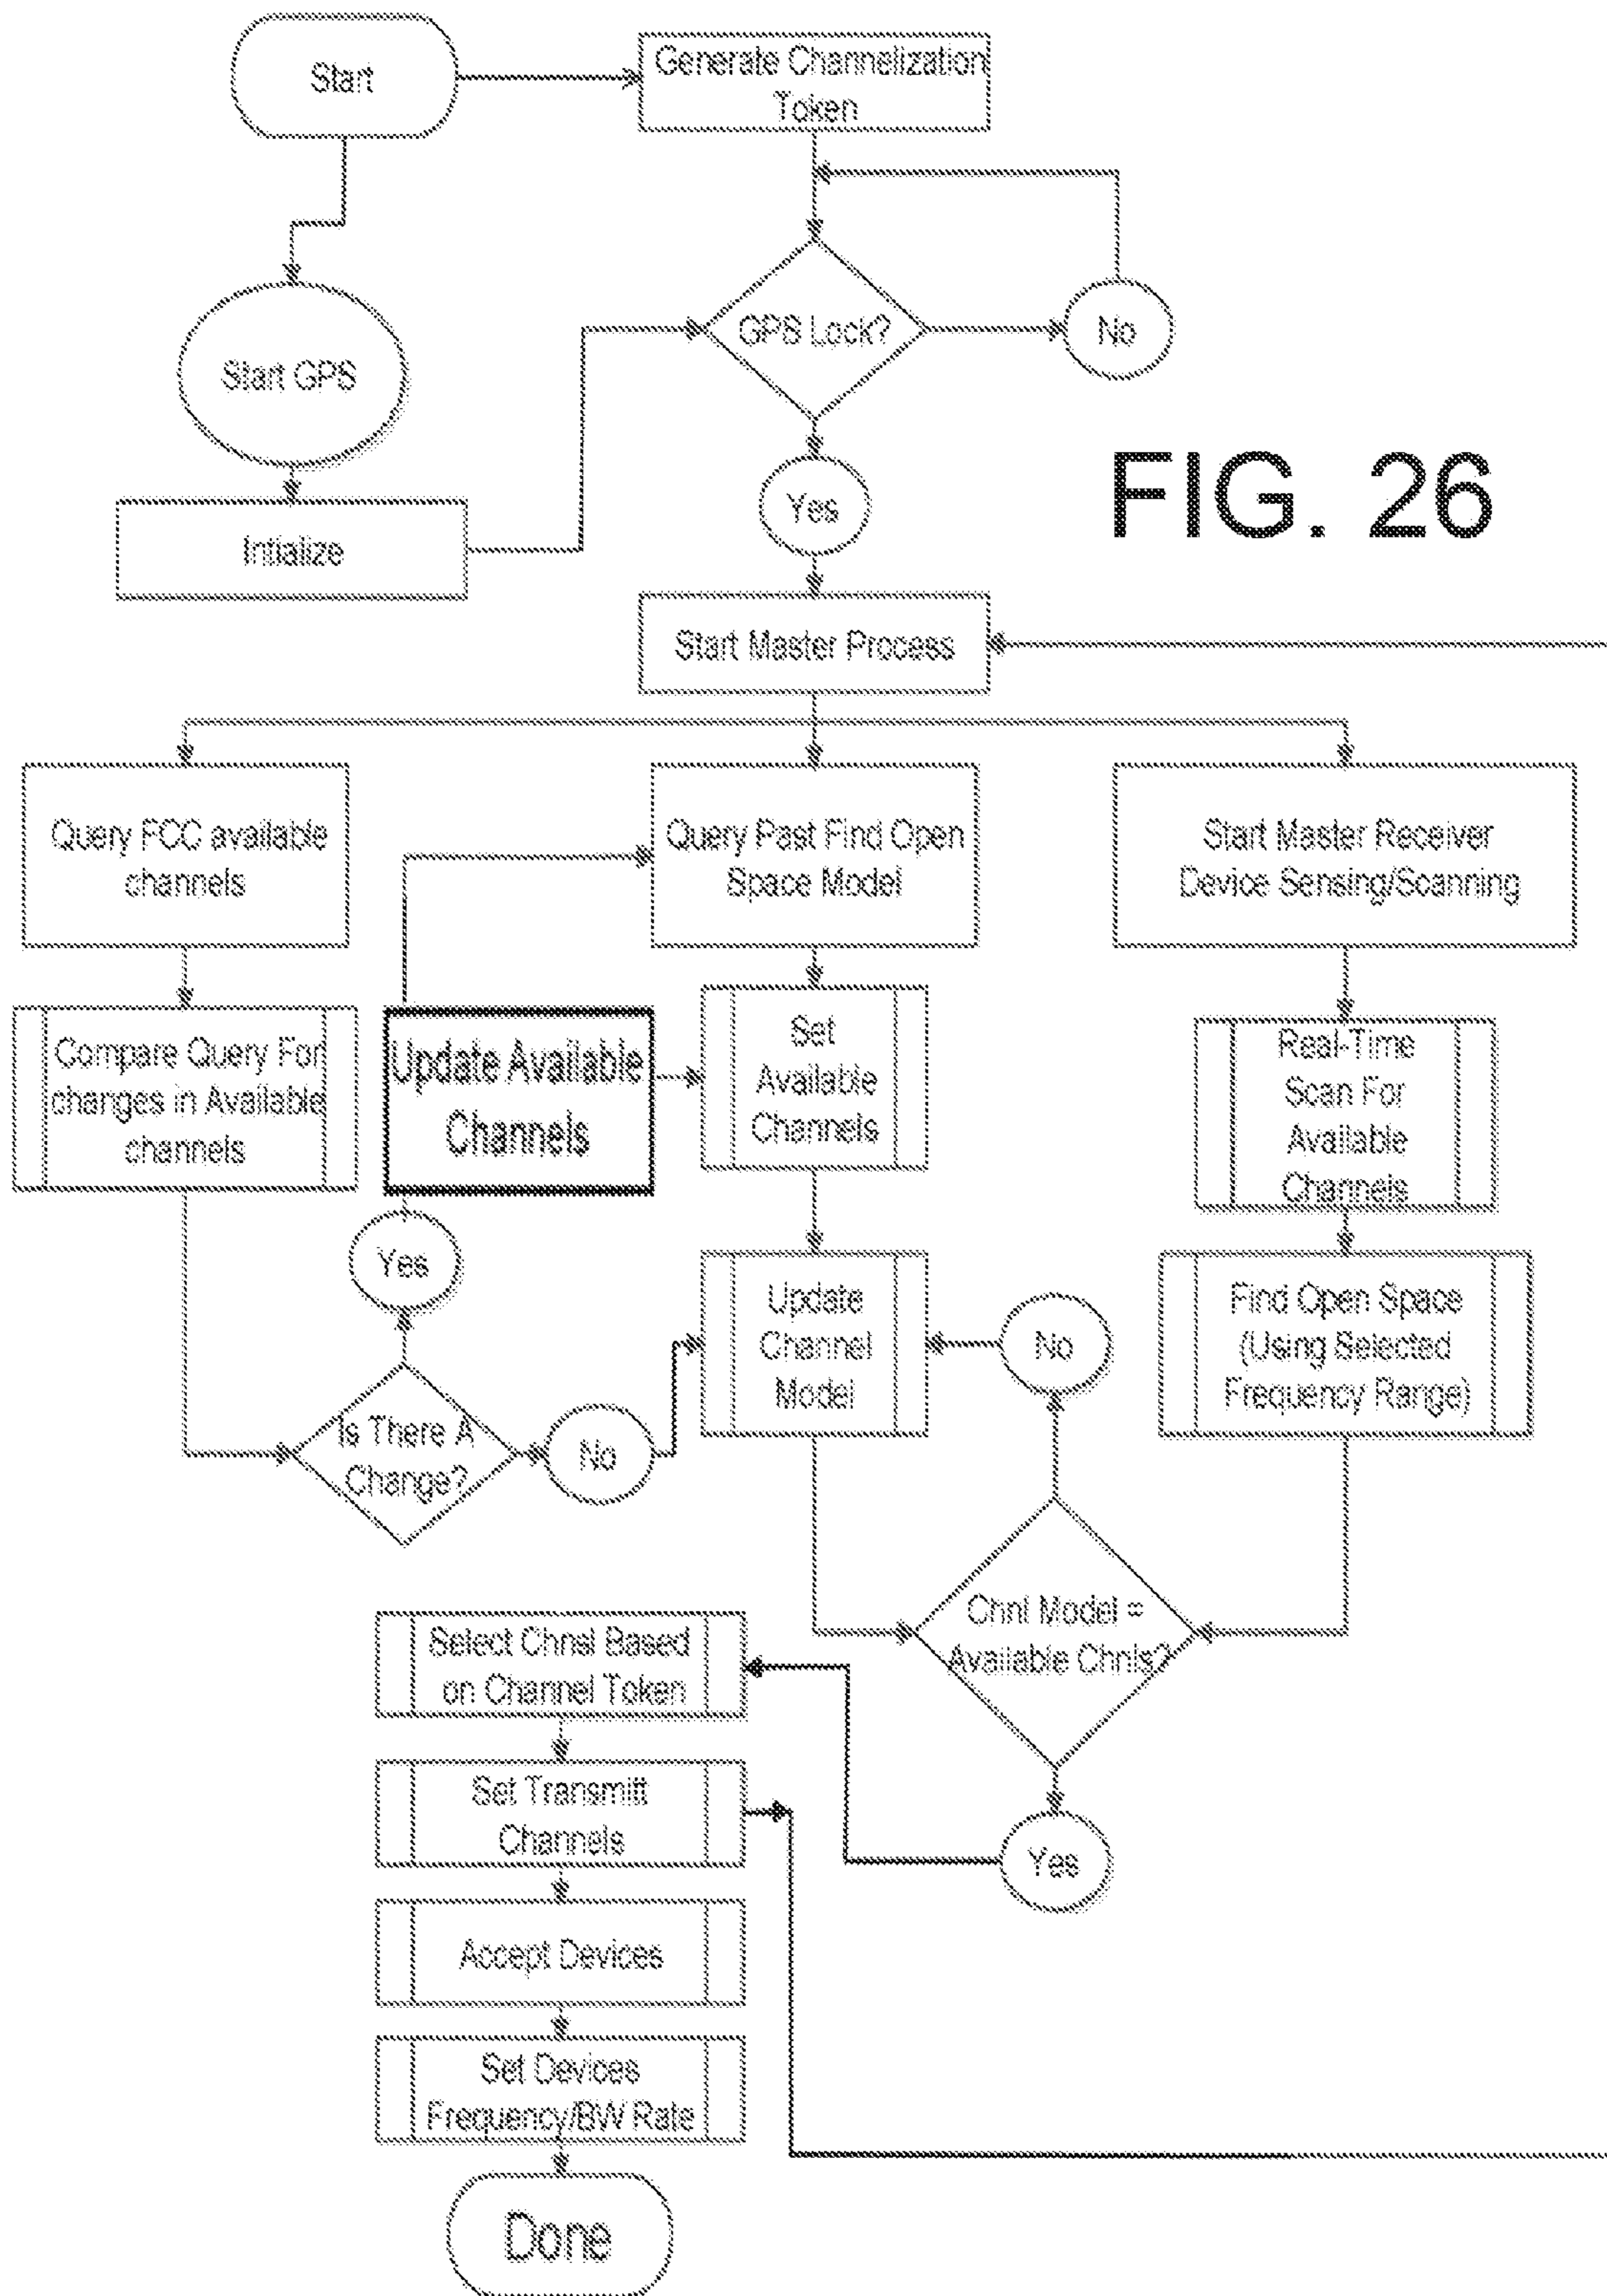 Start
Generate Channelization
Token
GPS Lock?
No
Start GPS
Yes
FIG. 26
Intialize
Start Master Process
Query FCC available
channels
Query Past Find Open
Space Model
Start Master Receiver
Device Sensing/Scanning
Compare Query For
changes in Available
channels
Update Available
Channels
Set
Available
Channels
Real-Time
Scan For
Available
Channels
Yes
Update
Channel
Model
No
Find Open Space
(Using Selected
Frequency Range)
Is There A
Change?
No
Chnl Model =
Available Chnls?
Select Chnsl Based
on Channel Token
Set Transmitt
Channels
Yes
Accept Devices
Set Devices
Frequency/BW Rate
Done